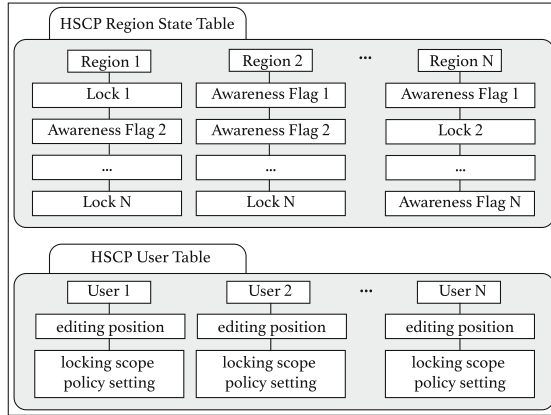 HSCP Region State Table
Region 1 Region 2 ... Region N
Lock 1 Awareness Flag 1 Awareness Flag 1
Awareness Flag 2 Awareness Flag 2 Lock 2
... ... ...
Lock N Lock N Awareness Flag N
HSCP User Table
User 1 User 2 ... User N
editing position editing position editing position
locking scope locking scope locking scope
policy setting policy setting policy setting